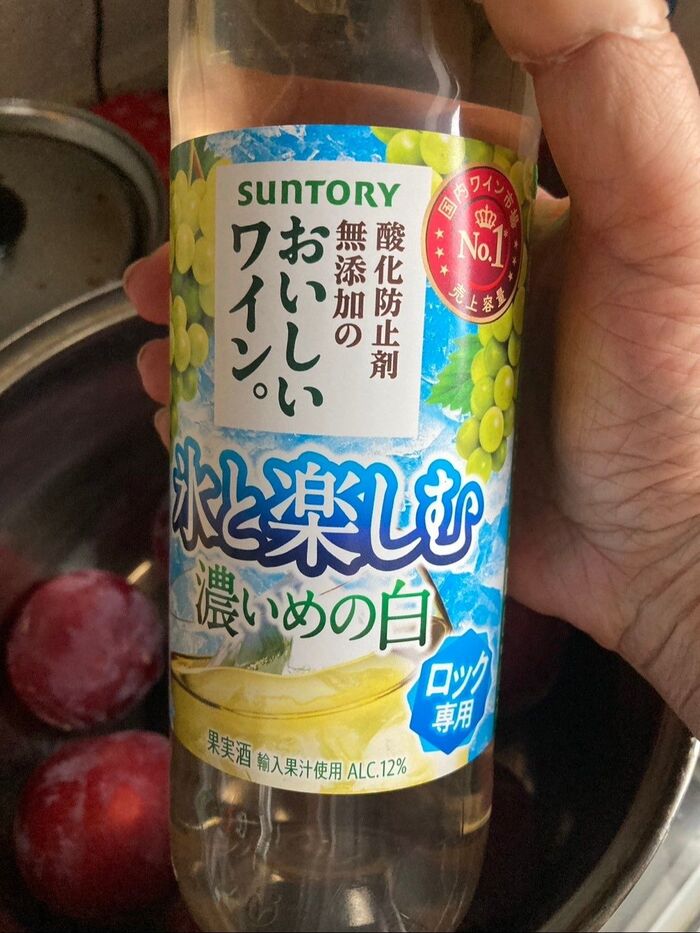 SUNTORY
酸化防止剤
無添加の
おいしい
ワイン。
国内ワイン市場
No.1
売上容量
氷と楽しむ
濃いめの白
ロック
専用
果実酒 輸入果汁使用 ALC.12%